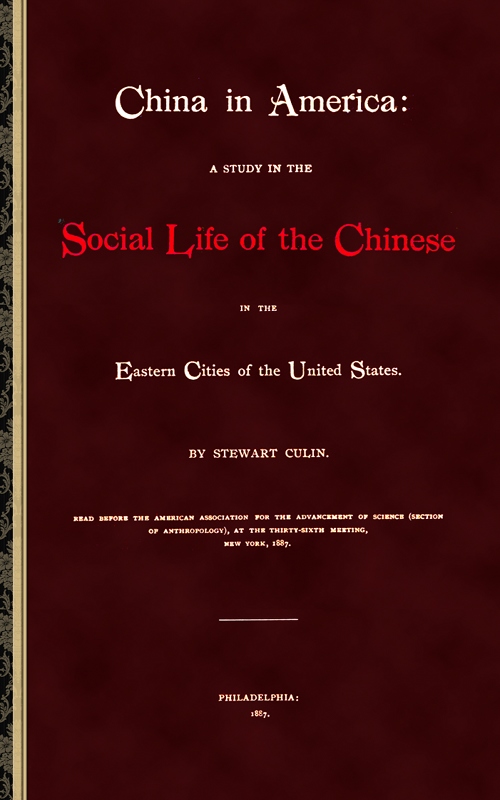 China in America:
A STUDY IN THE
Social Life of the Chinese
IN THE
Eastern Cities of the United States.
BY STEWART CULIN.
READ BEFORE THE AMERICAN ASSOCIATION FOR THE ADVANCEMENT OF SCIENCE (SECTION
OF ANTHROPOLOGY), AT THE THIRTY-SIXTH MEETING,
NEW YORK, 1887.
PHILADELPHIA:
1887.